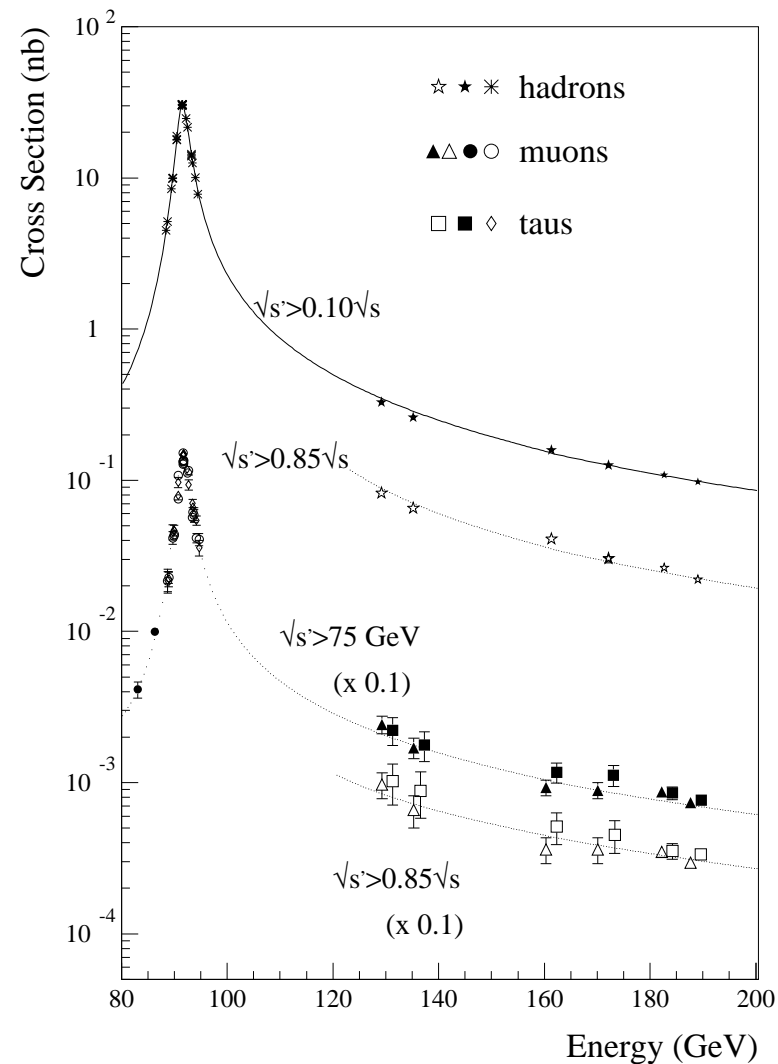 Cross Section (nb)
10 2
10
1
10 -1
10 -2
10 -3
10 -4
hadrons
muons
taus
√s’>0.10√s
√s’>0.85√s
√s’>75 GeV
(x 0.1)
√s’>0.85√s
(x 0.1)
80 100 120 140 160 180 200
Energy (GeV)